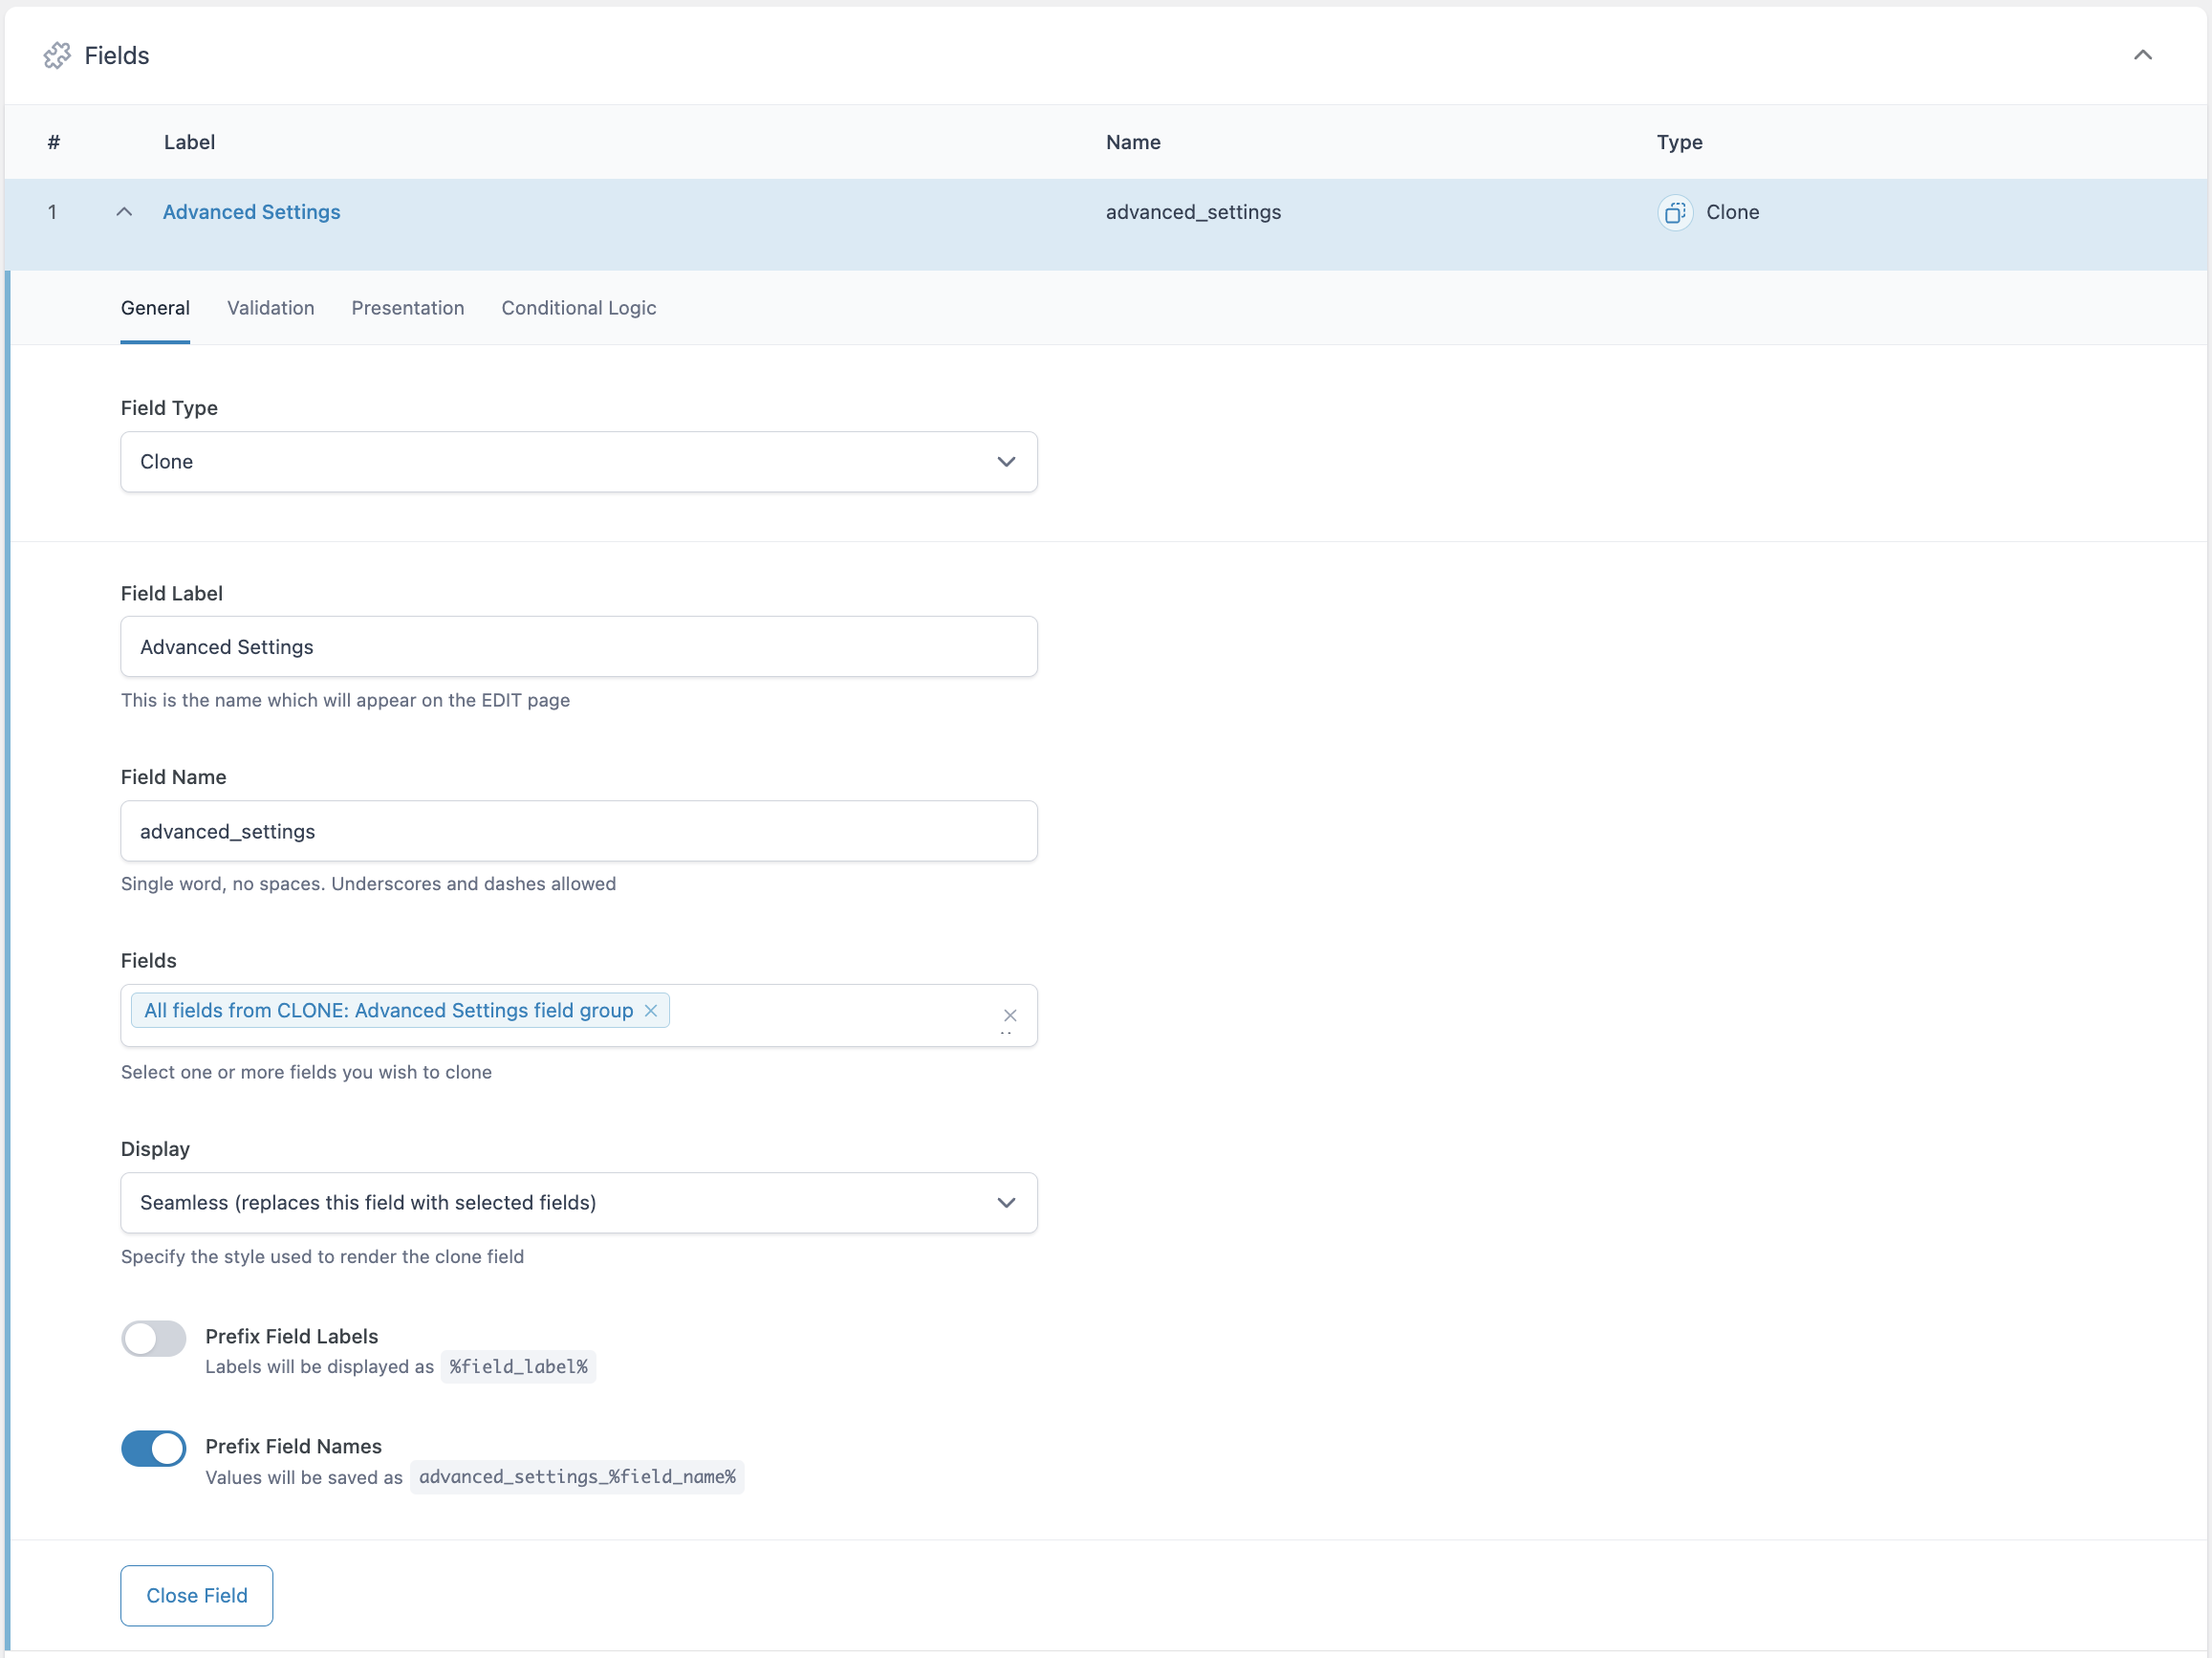 Fields
# Label Name Type
1 Advanced Settings advanced_settings Clone
General Validation Presentation Conditional Logic
Field Type
Clone
Field Label
Advanced Settings
This is the name which will appear on the EDIT page
Field Name
advanced_settings
Single word, no spaces. Underscores and dashes allowed
Fields
All fields from CLONE: Advanced Settings field group ×
Select one or more fields you wish to clone
Display
Seamless (replaces this field with selected fields)
Specify the style used to render the clone field
Prefix Field Labels
Labels will be displayed as %field_label%
Prefix Field Names
Values will be saved as advanced_settings_%field_name%
Close Field